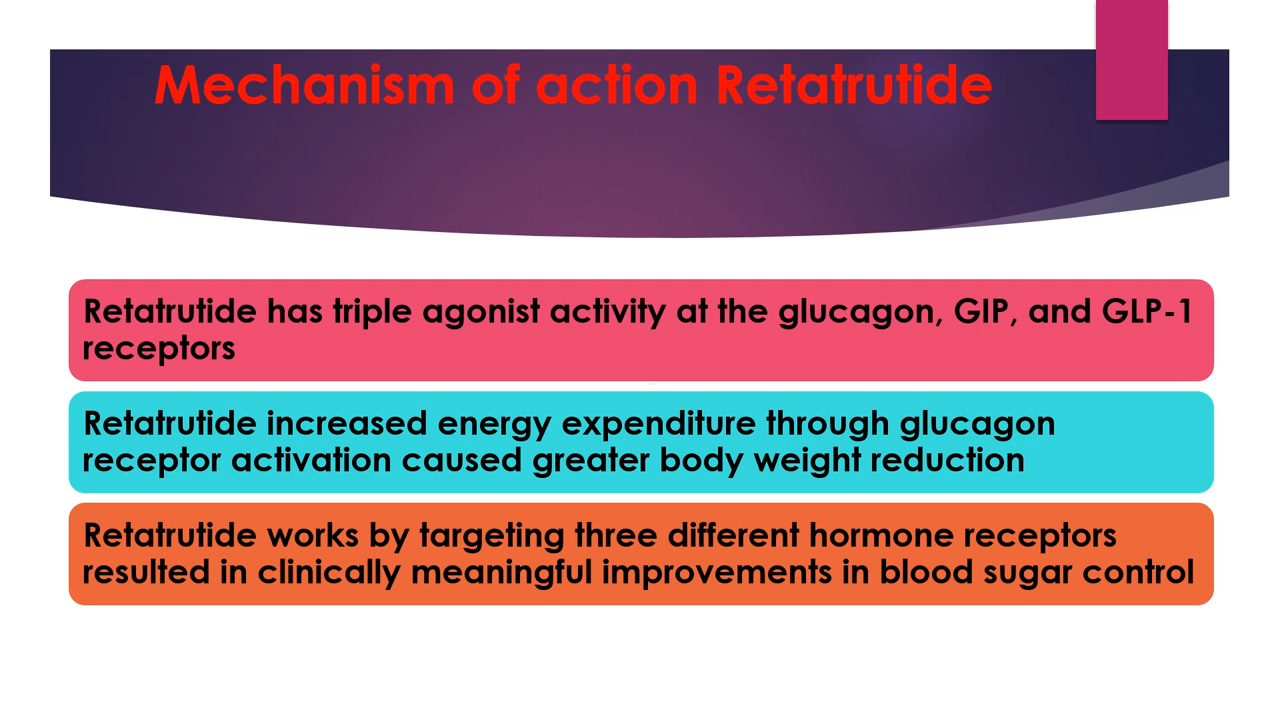 Mechanism of action Retatrutide
Retatrutide has triple agonist activity at the glucagon, GIP, and GLP-1
receptors
Retatrutide increased energy expenditure through glucagon
receptor activation caused greater body weight reduction
Retatrutide works by targeting three different hormone receptors
resulted in clinically meaningful improvements in blood sugar control